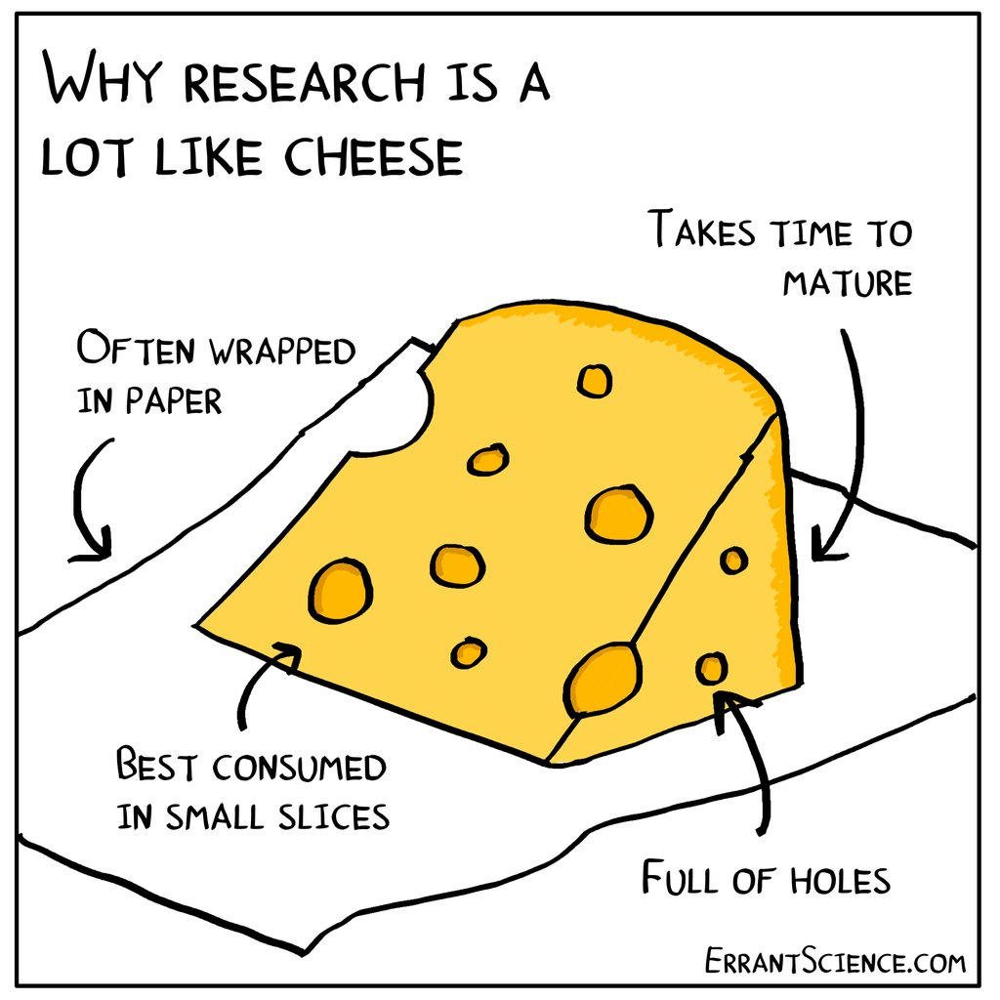 WHY RESEARCH IS A
LOT LIKE CHEESE
TAKES TIME TO
MATURE
OFTEN WRAPPED
IN PAPER
BEST CONSUMED
IN SMALL SLICES
FULL OF HOLES
ERRANTSCIENCE.COM